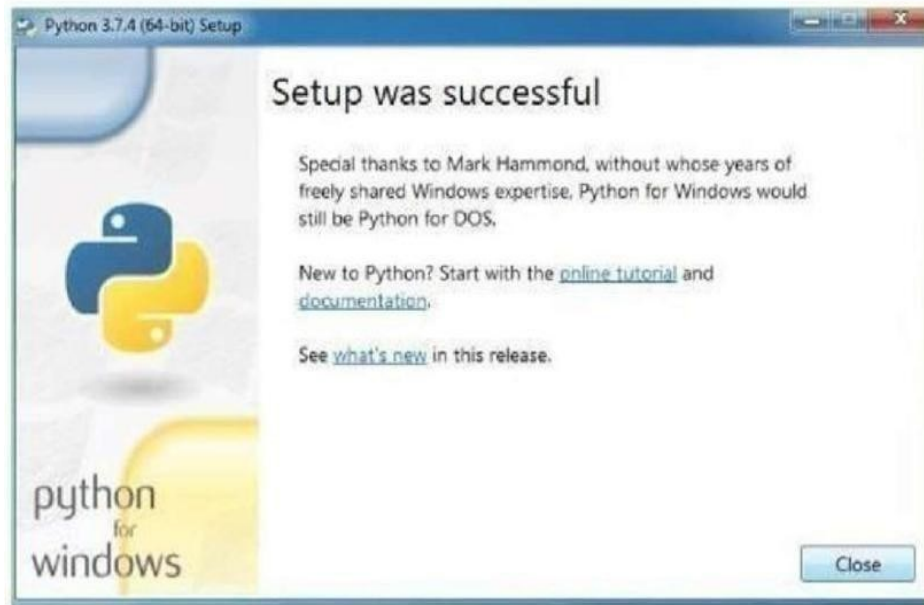 Python 3.7.4 (64-bit) Setup
Setup was successful
Special thanks to Mark Hammond, without whose years of
freely shared Windows expertise, Python for Windows would
still be Python for DOS.
New to Python? Start with the online tutorial and
documentation.
See what's new in this release.
python
for
windows
Close